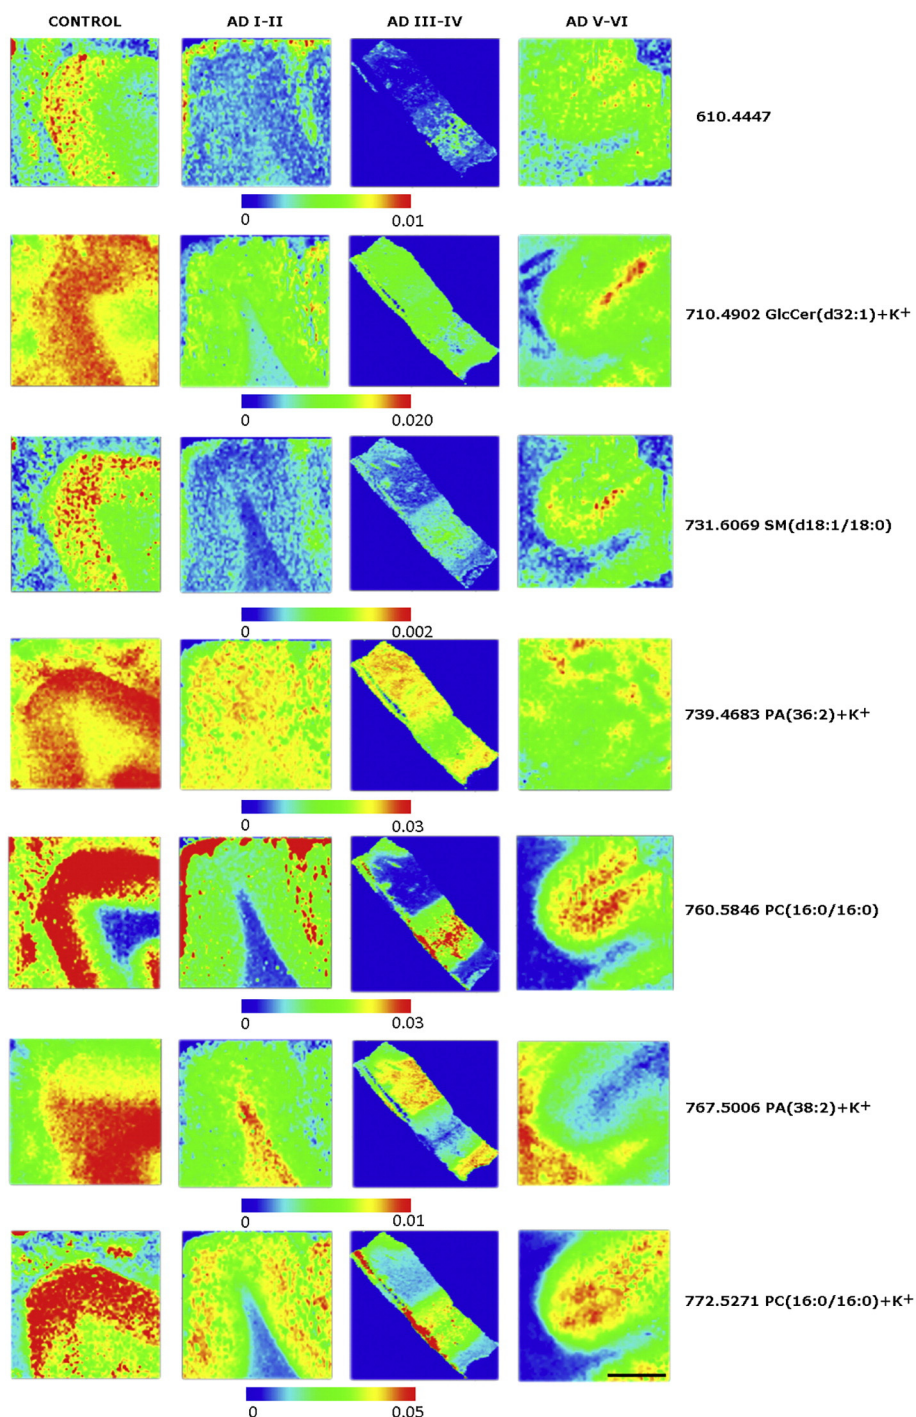 CONTROL AD I-II AD III-IV AD V-VI
610.4447
0 0.01
710.4902 GlcCer(d32:1)+K+
0 0.020
731.6069 SM(d18:1/18:0)
0 0.002
739.4683 PA(36:2)+K+
0 0.03
760.5846 PC(16:0/16:0)
0 0.03
767.5006 PA(38:2)+K+
0 0.01
772.5271 PC(16:0/16:0)+K+
0 0.05